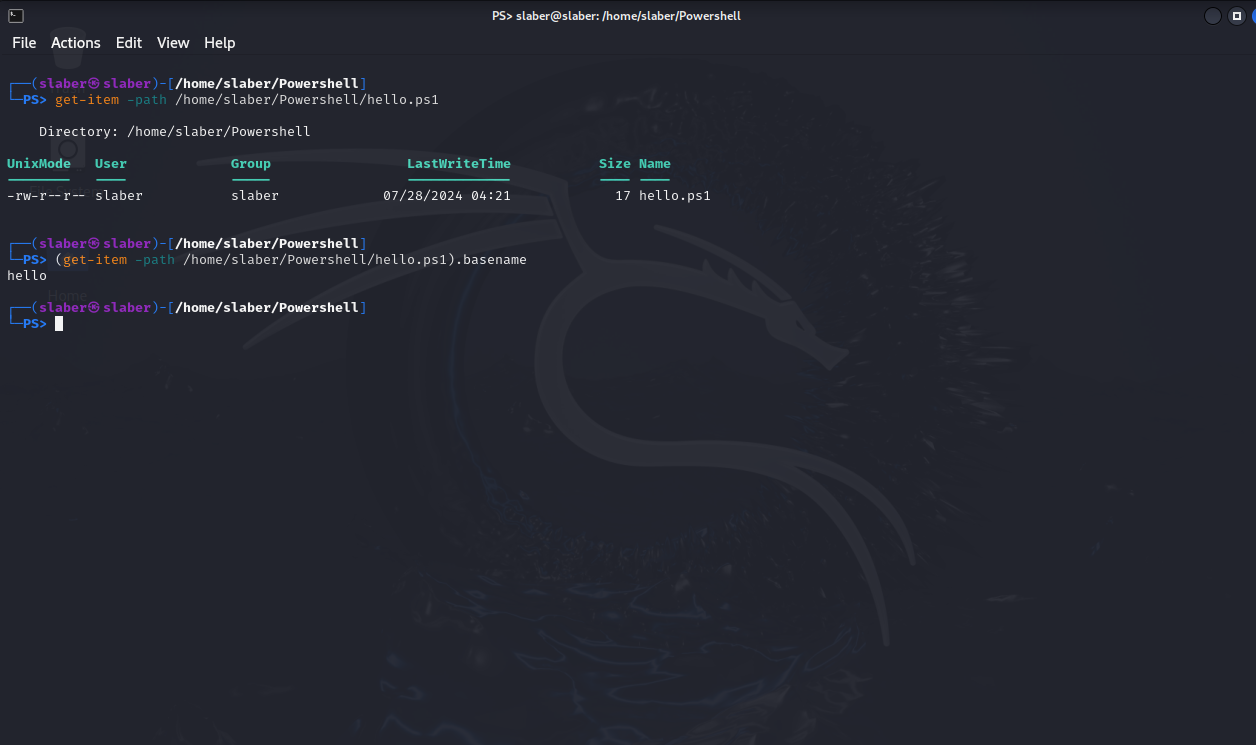 PS> slaber@slaber: /home/slaber/Powershell
File Actions Edit View Help
┌──(slaber㉿slaber)-[/home/slaber/Powershell]
└─PS> get-item -path /home/slaber/Powershell/hello.ps1
Directory: /home/slaber/Powershell
UnixMode User Group LastWriteTime Size Name
-rw-r--r-- slaber slaber 07/28/2024 04:21 17 hello.ps1
┌──(slaber㉿slaber)-[/home/slaber/Powershell]
└─PS> (get-item -path /home/slaber/Powershell/hello.ps1).basename
hello
Home
┌──(slaber㉿slaber)-[/home/slaber/Powershell]
└─PS>